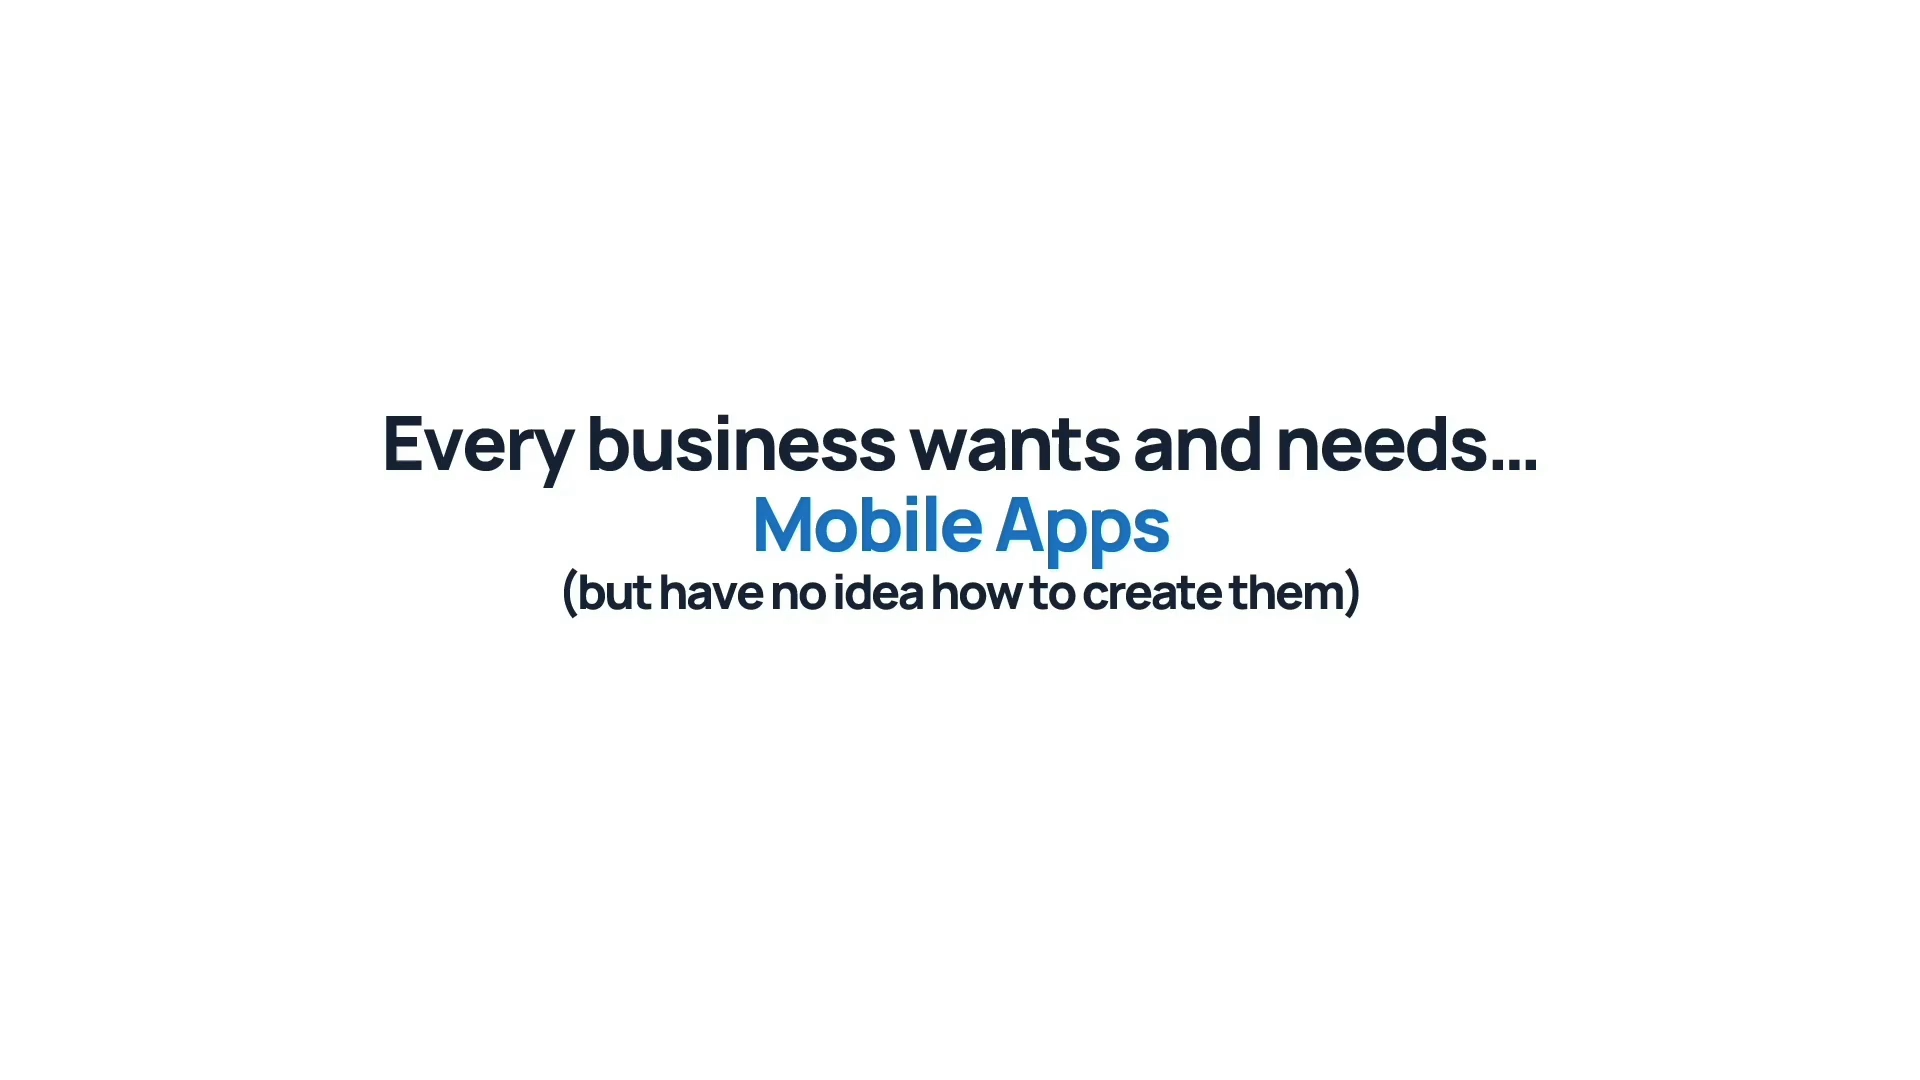 Every business wants and needs...
Mobile Apps
(but have no idea how to create them)